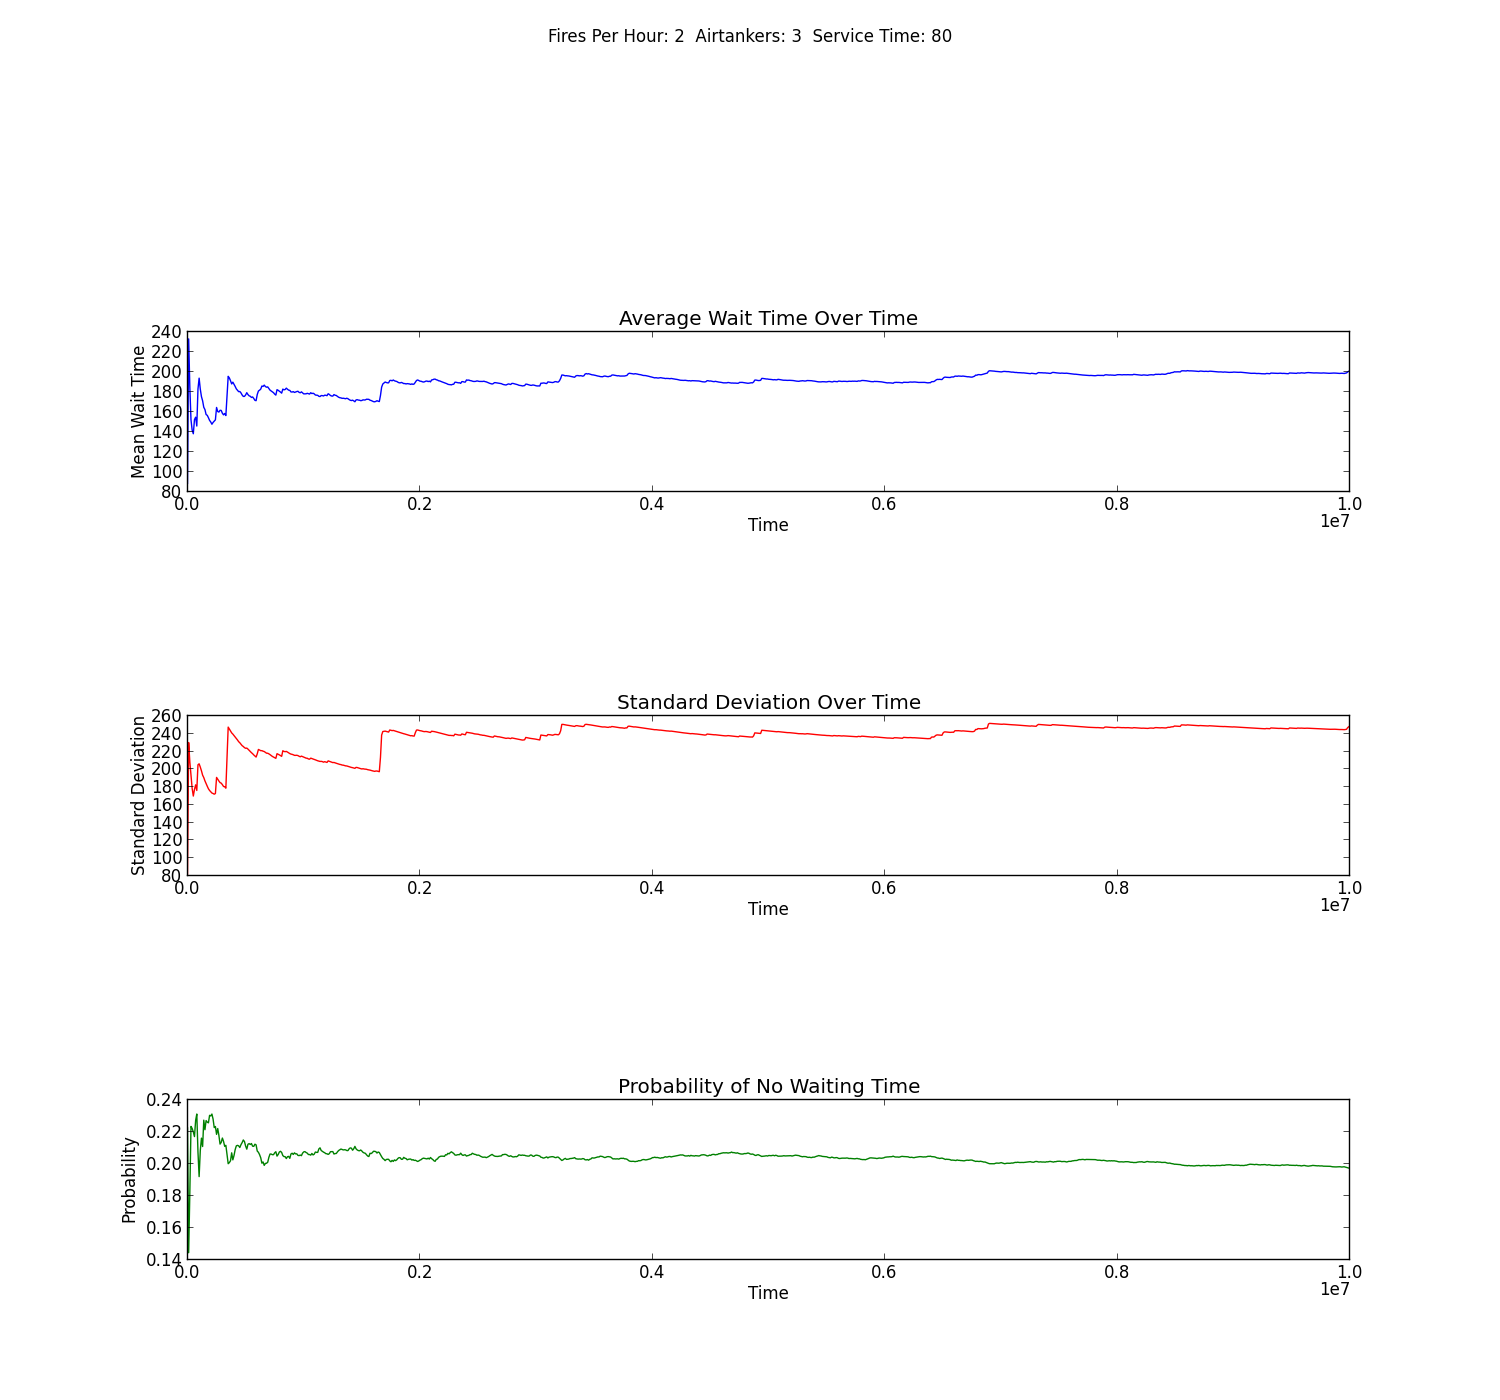 Fires Per Hour: 2  Airtankers: 3  Service Time: 80
Average Wait Time Over Time
Mean Wait Time
240
220
200
180
160
140
120
100
80
0.0 0.2 0.4 0.6 0.8 1.0
1e7
Time
Standard Deviation Over Time
Standard Deviation
260
240
220
200
180
160
140
120
100
80
0.0 0.2 0.4 0.6 0.8 1.0
1e7
Time
Probability of No Waiting Time
Probability
0.24
0.22
0.20
0.18
0.16
0.14
0.0 0.2 0.4 0.6 0.8 1.0
1e7
Time